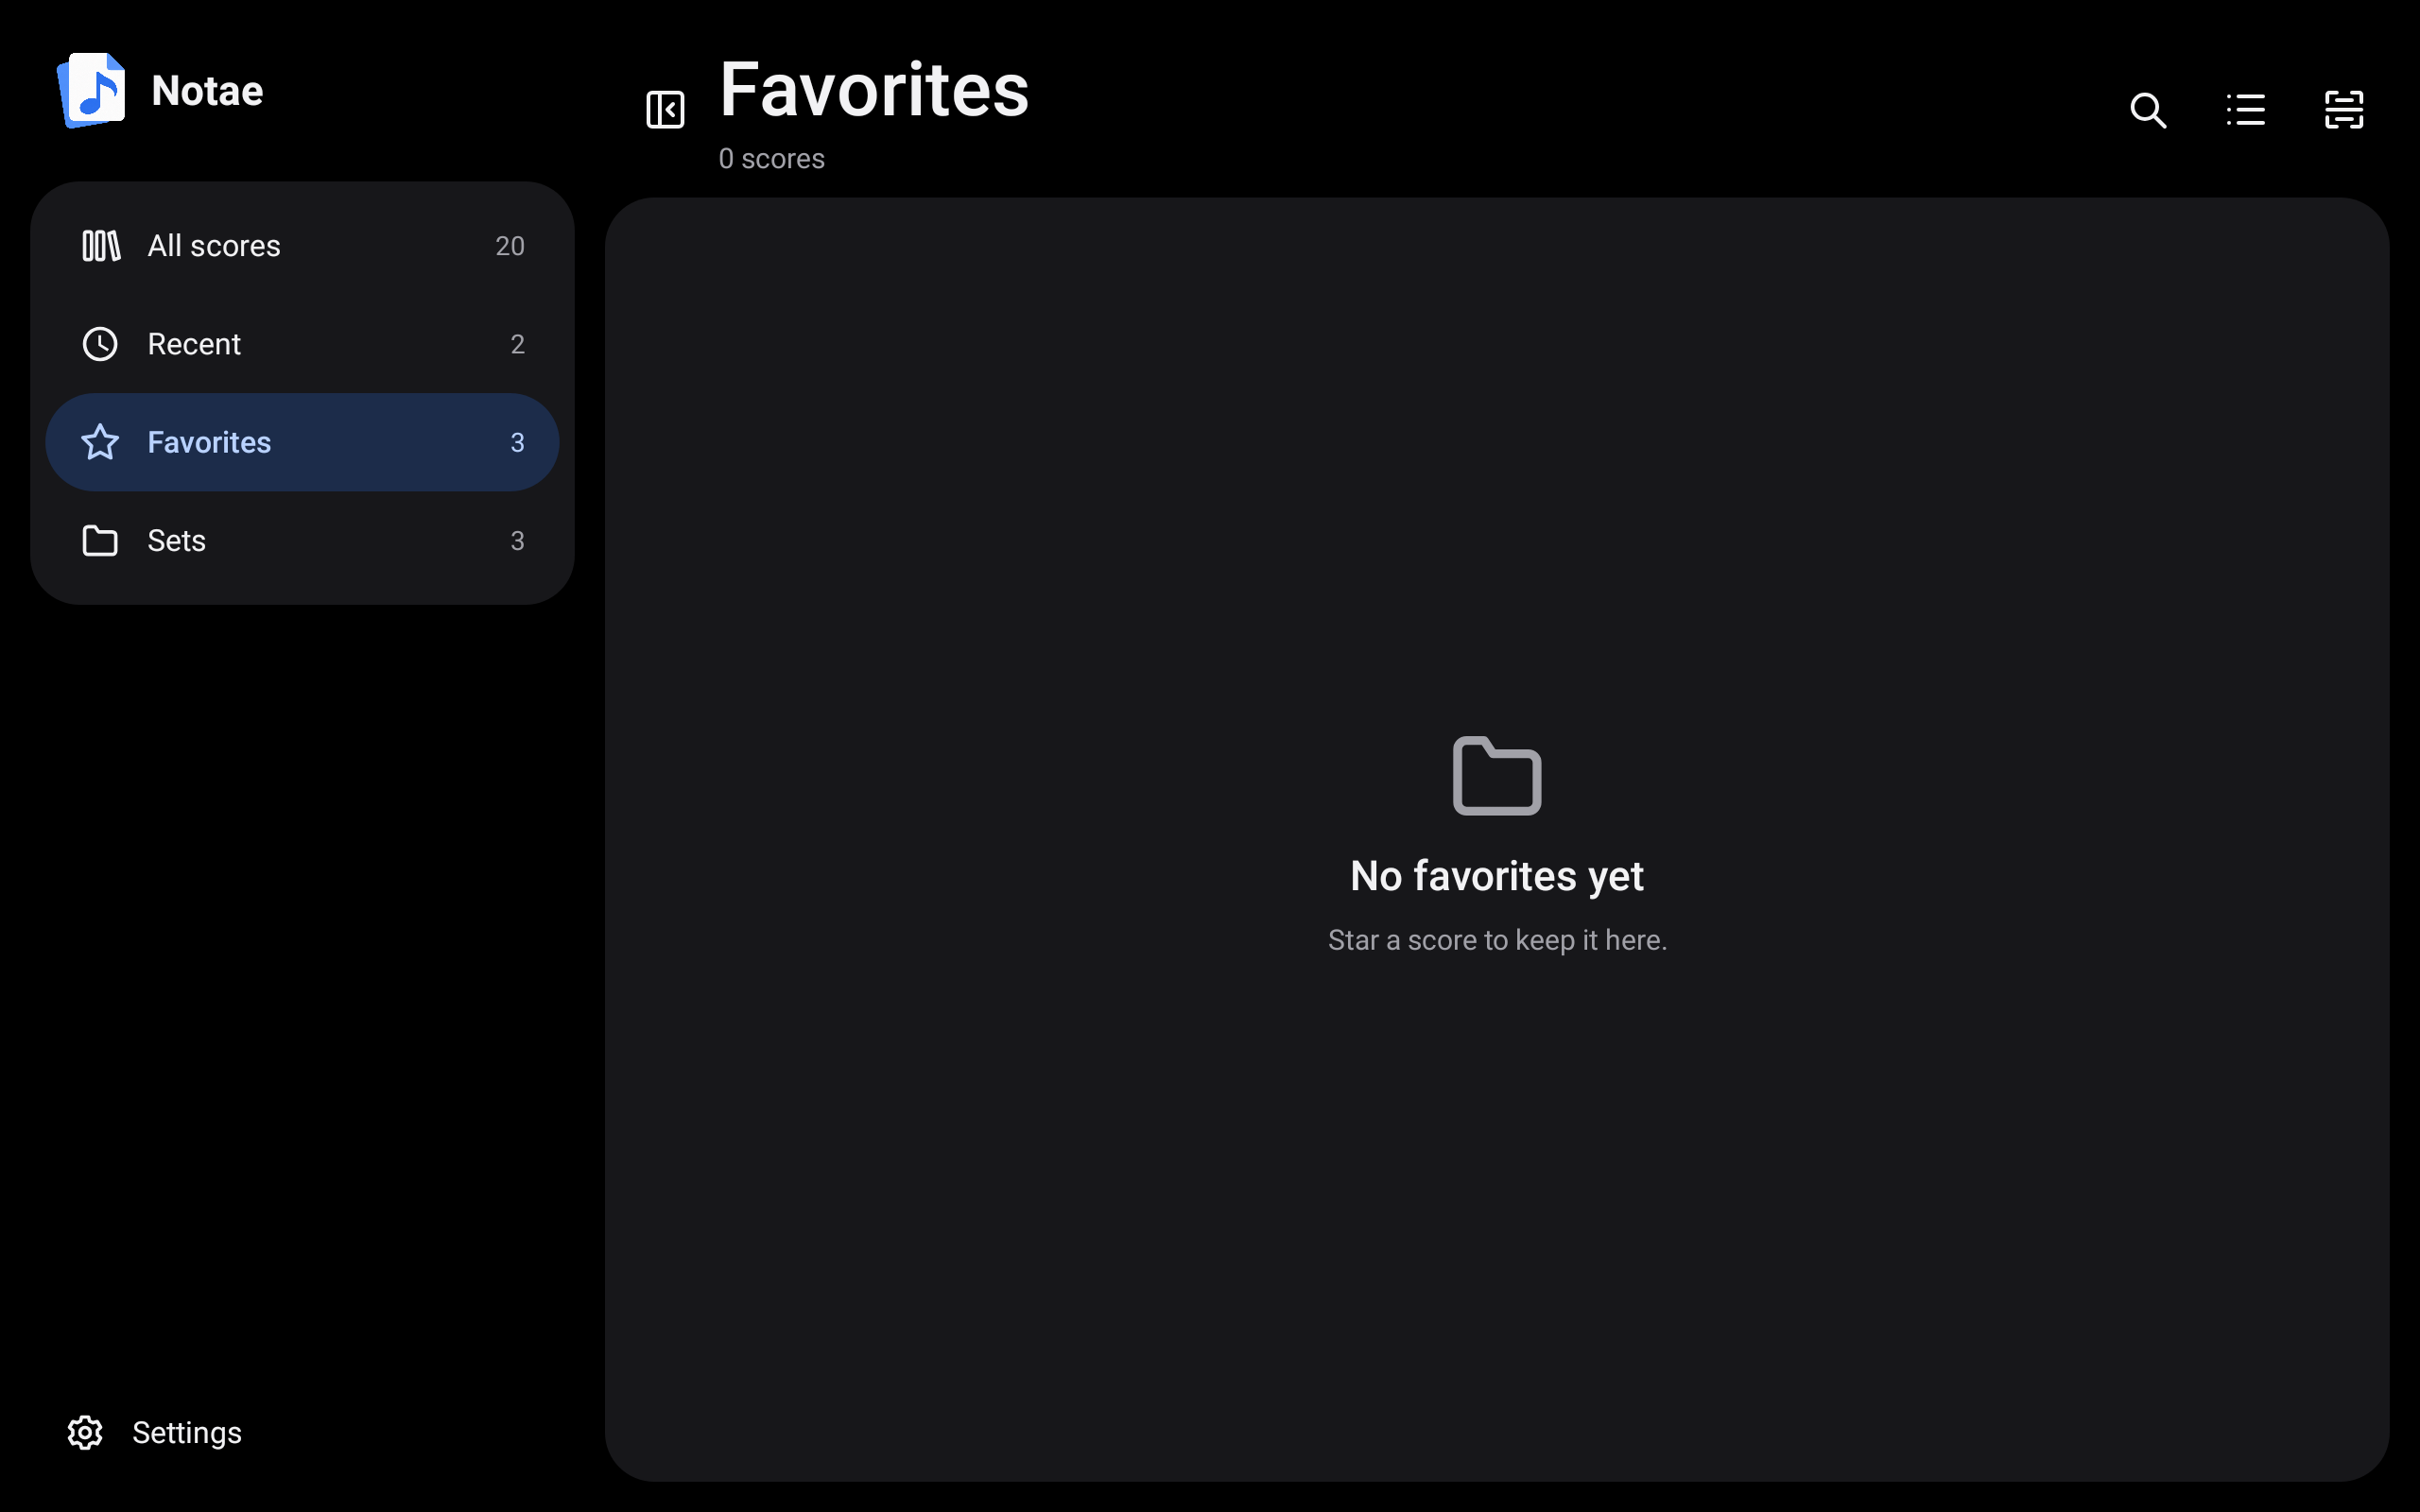 Notae
All scores 20
Recent 2
Favorites 3
Sets 3
Settings
Favorites
0 scores
No favorites yet
Star a score to keep it here.